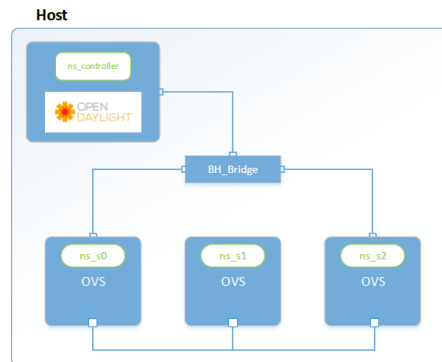 Host
ns_controller
OPEN
DAYLIGHT
BH_Bridge
ns_s0
OVS
ns_s1
OVS
ns_s2
OVS